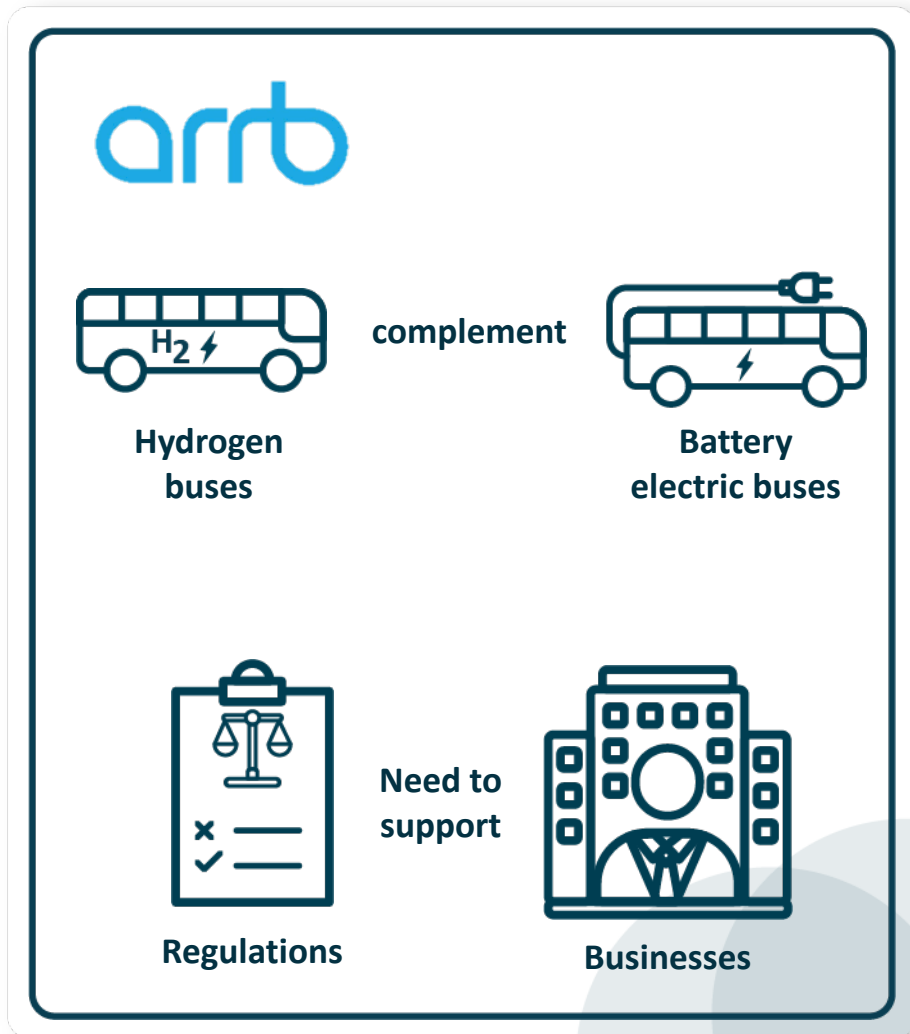 arrb
H2
complement
Hydrogen
buses
Battery
electric buses
Need to
support
Regulations
Businesses